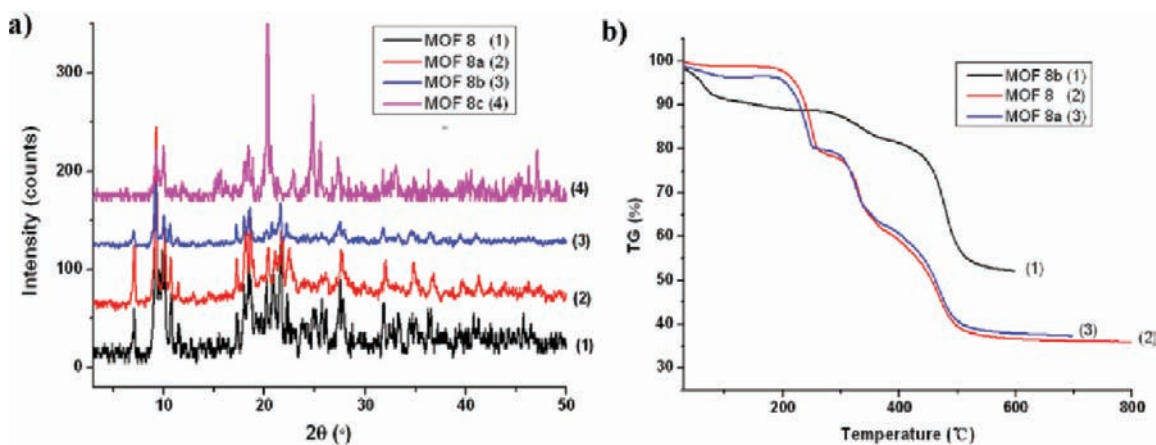 a)
MOF 8 (1)
MOF 8a (2)
MOF 8b (3)
MOF 8c (4)
300
200
100
0
Intensity (counts)
(4)
(3)
(2)
(1)
10 20 30 40 50
2θ (°)
b)
MOF 8b (1)
MOF 8 (2)
MOF 8a (3)
100
90
80
70
60
50
40
30
TG (%)
(1)
(3)
(2)
200 400 600 800
Temperature (℃)